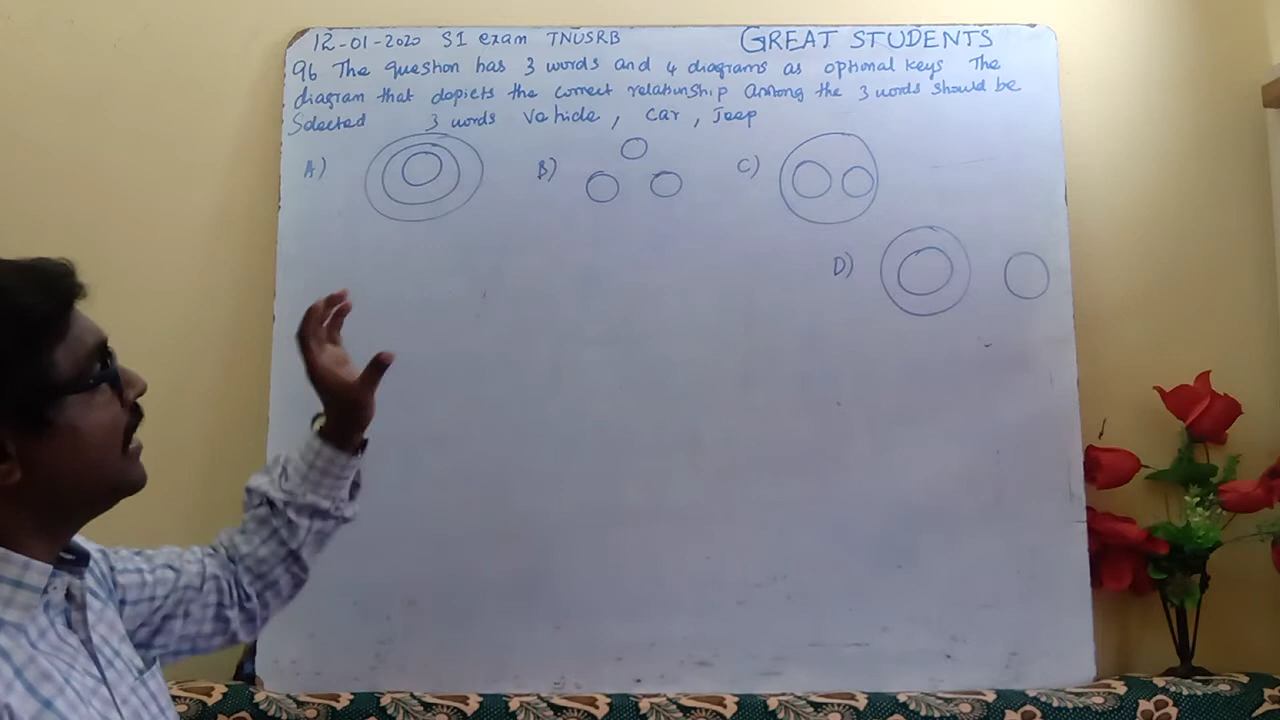 12-01-2020 SI exam TNUSRB GREAT STUDENTS
96 The question has 3 words and 4 diagrams as optional keys The
diagram that depicts the correct relationship among the 3 words should be
Selected 3 words Vehicle, Car, Jeep
A) B) C)
D)